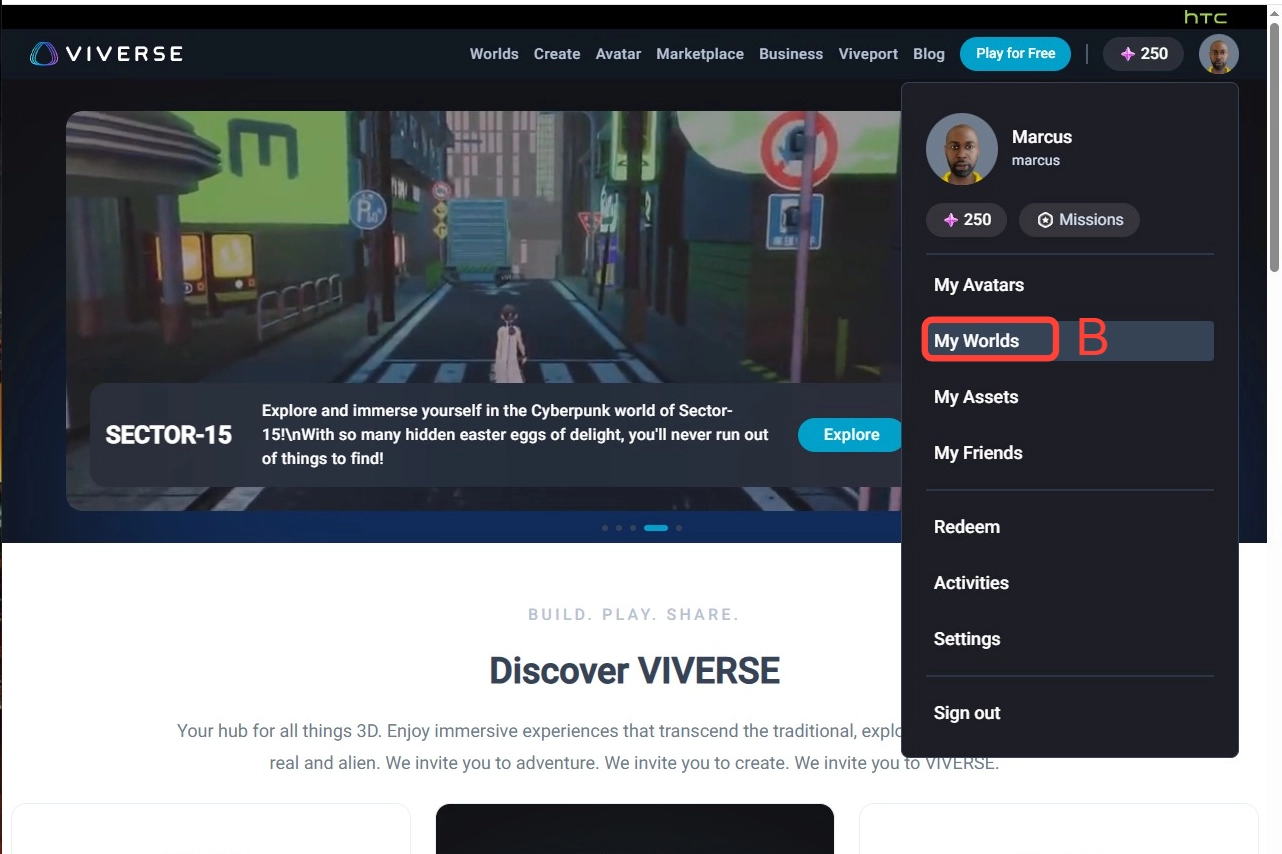 hTC
VIVERSE
Worlds Create Avatar Marketplace Business Viveport Blog Play for Free 250
Marcus
marcus
250 Missions
My Avatars
My Worlds B
My Assets
My Friends
Redeem
Activities
Settings
Sign out
SECTOR-15
Explore and immerse yourself in the Cyberpunk world of Sector-
15!\nWith so many hidden easter eggs of delight, you'll never run out
of things to find!
Explore
BUILD. PLAY. SHARE.
Discover VIVERSE
Your hub for all things 3D. Enjoy immersive experiences that transcend the traditional, explo
real and alien. We invite you to adventure. We invite you to create. We invite you to VIVERSE.